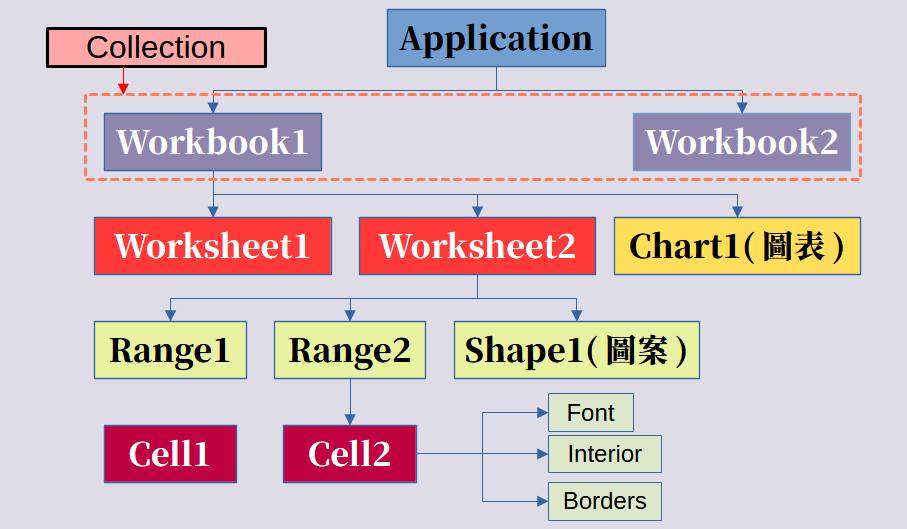 Collection
Application
Workbook1
Workbook2
Worksheet1
Worksheet2
Chart1(圖表)
Range1
Range2
Shape1(圖案)
Cell1
Cell2
Font
Interior
Borders